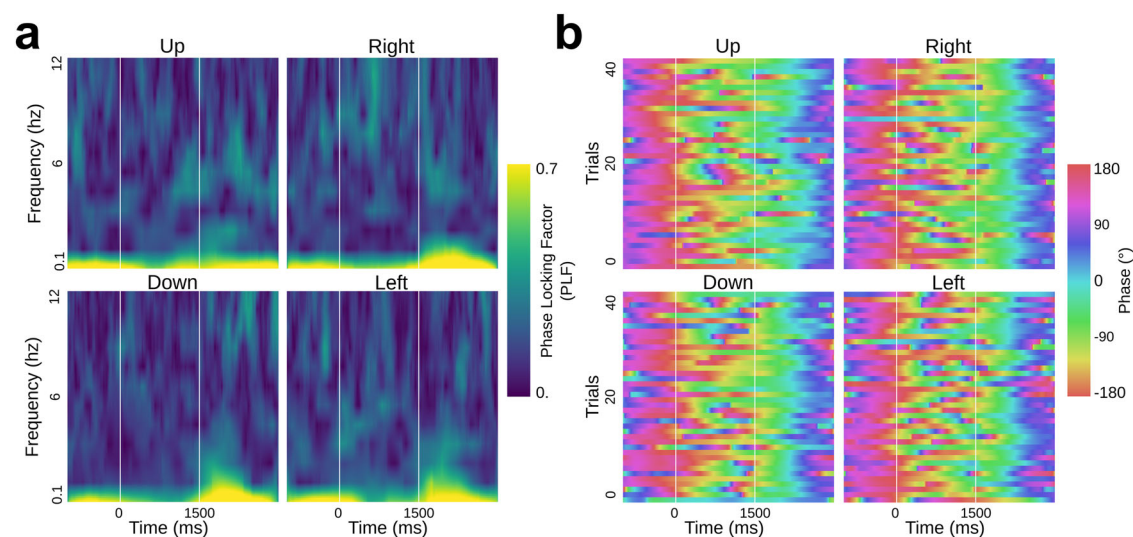 a
b
Up
Right
Up
Right
12
6
0.1
Frequency (hz)
0.7
0.
Phase Locking Factor
(PLF)
40
20
0
Trials
180
90
0
-90
-180
Phase (°)
Down
Left
Down
Left
12
6
0.1
Frequency (hz)
40
20
0
Trials
0
1500
0
1500
0
1500
0
1500
Time (ms)
Time (ms)
Time (ms)
Time (ms)